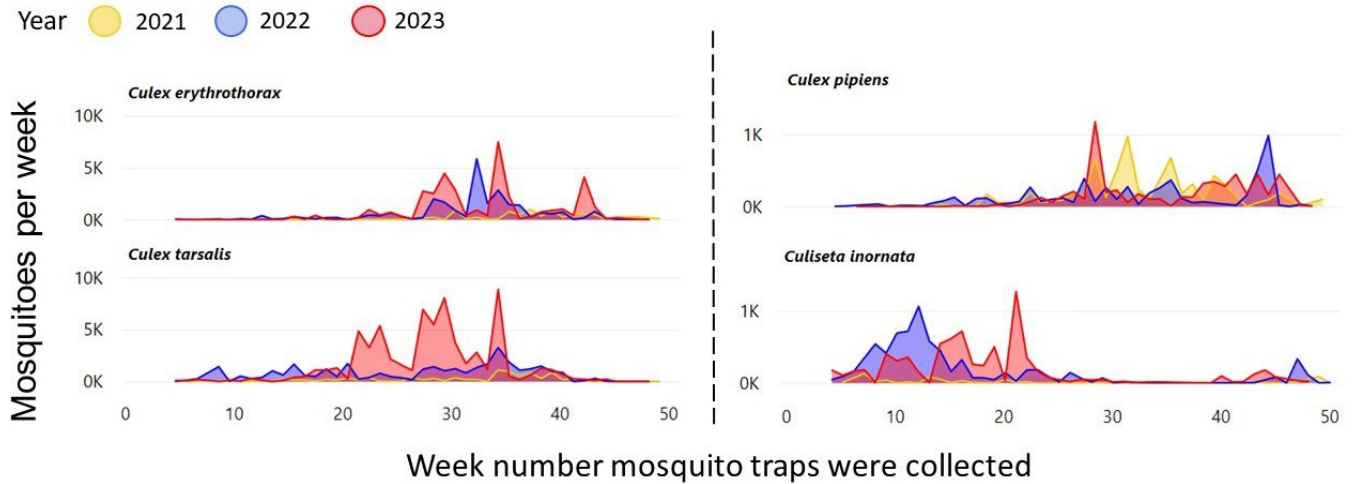 Year 2021 2022 2023
Mosquitoes per week
Culex erythrothorax
10K
5K
0K
Culex tarsalis
10K
5K
0K
0 10 20 30 40 50
Culex pipiens
1K
0K
Culiseta inornata
1K
0K
0 10 20 30 40 50
Week number mosquito traps were collected